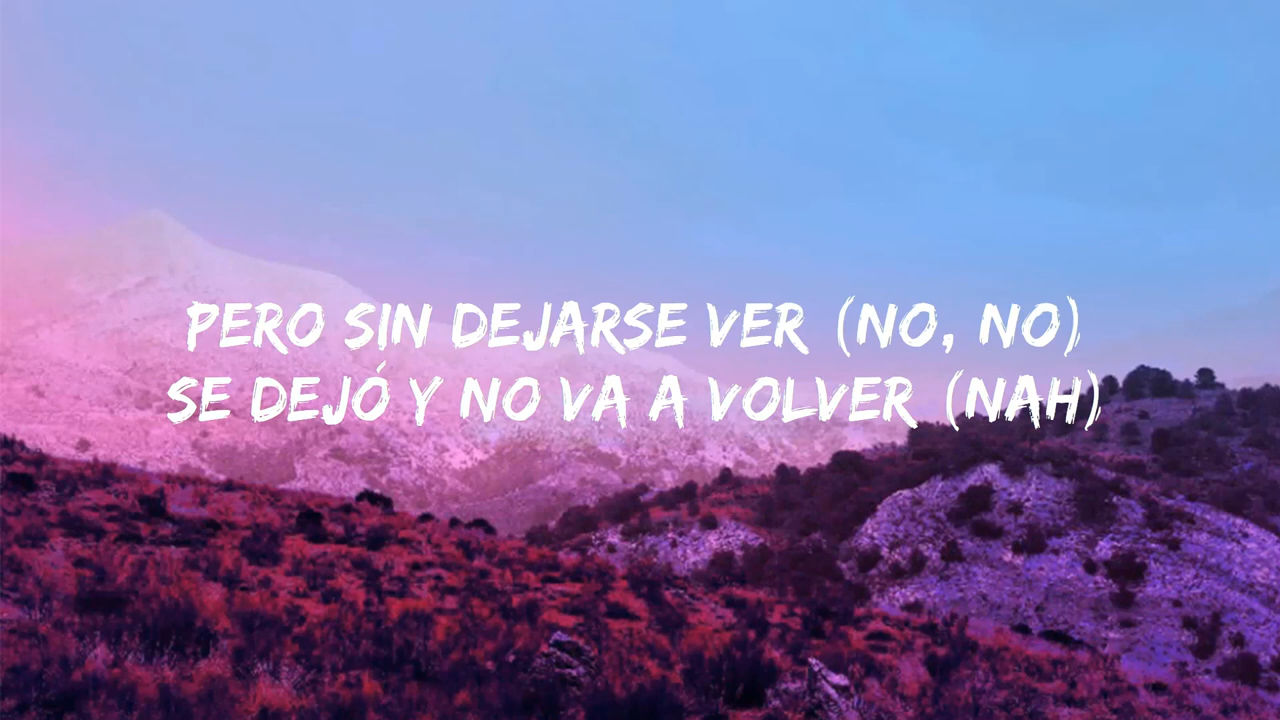 PERO SIN DEJARSE VER (NO, NO)
SE DEJÓ Y NO VA A VOLVER (NAH)